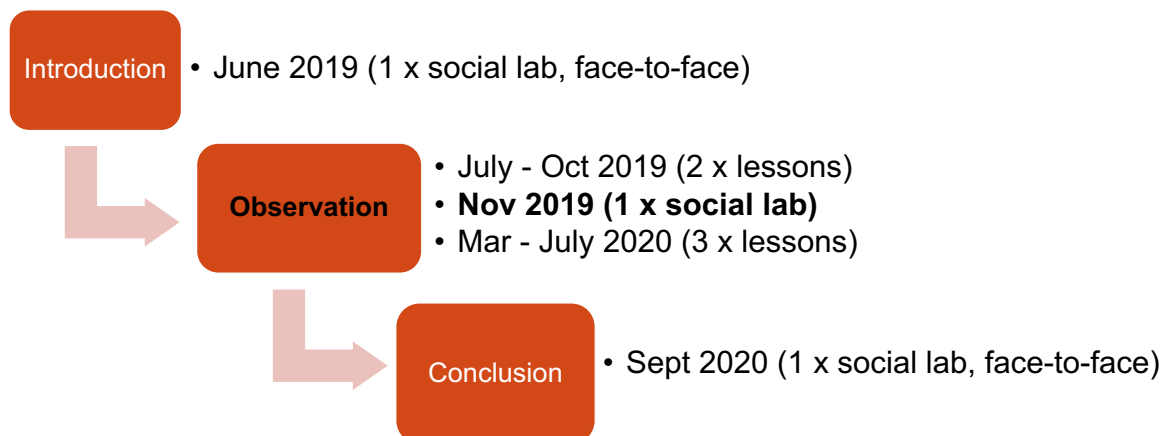 Introduction
• June 2019 (1 x social lab, face-to-face)
Observation
• July - Oct 2019 (2 x lessons)
• Nov 2019 (1 x social lab)
• Mar - July 2020 (3 x lessons)
Conclusion
• Sept 2020 (1 x social lab, face-to-face)